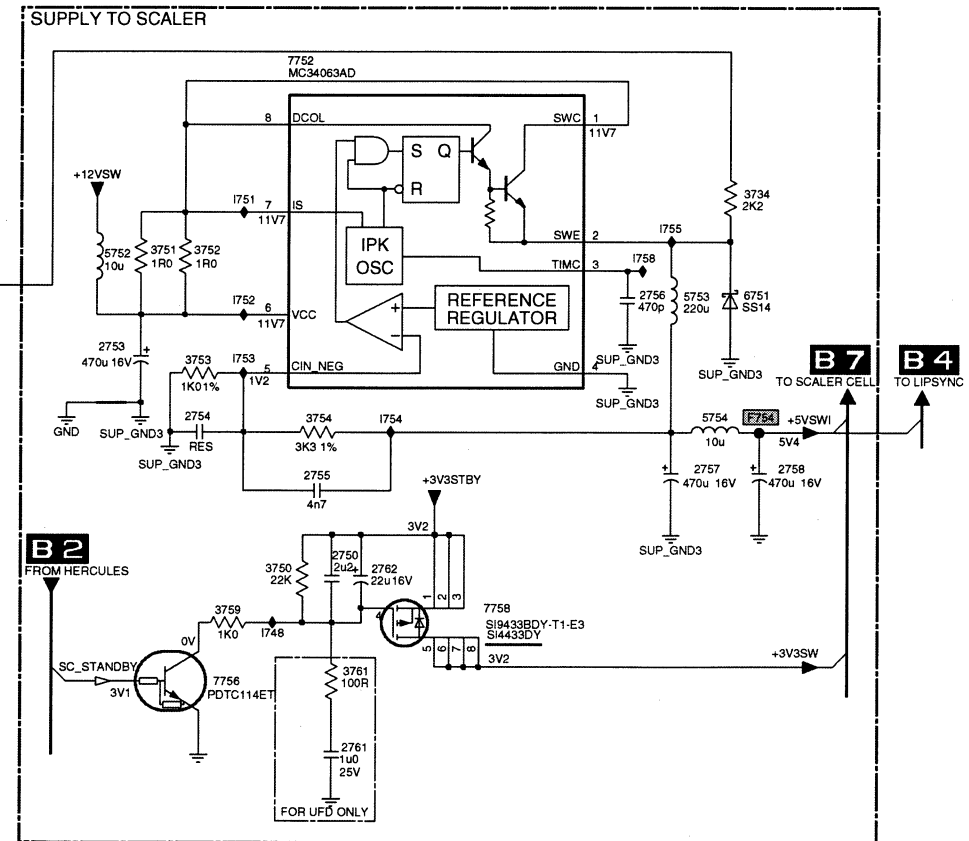 SUPPLY TO SCALER
7752
MC34063AD
8 DCOL
SWC 1
11V7
S Q
R
+12VSW
I751
7 IS
11V7
3734
2K2
5752
10u
3751
1R0
3752
1R0
IPK
OSC
SWE 2
I755
TIMC 3
I758
I752
6 VCC
11V7
+
-
REFERENCE
REGULATOR
2756
470p
5753
220u
6751
SS14
2753
470u 16V
+
3753
1K0 1%
I753
5 CIN_NEG
1V2
GND 4
SUP_GND3
SUP_GND3
SUP_GND3
GND
SUP_GND3
2754
RES
SUP_GND3
3754
3K3 1%
I754
2755
4n7
B 7
TO SCALER CELL
B 4
TO LIPSYNC
5754
10u
F754
+5VSWI
5V4
+
2757
470u 16V
+
2758
470u 16V
SUP_GND3
+3V3STBY
3V2
B 2
FROM HERCULES
3750
22K
2750
2u2
+
2762
22u16V
1
2
3
4
7758
SI9433BDY-T1-E3
SI4433DY
5
6
7
8
3V2
+3V3SW
3759
1K0
I748
0V
SC_STANDBY
3V1
7756
PDTC114ET
3761
100R
2761
1u0
25V
FOR UFD ONLY